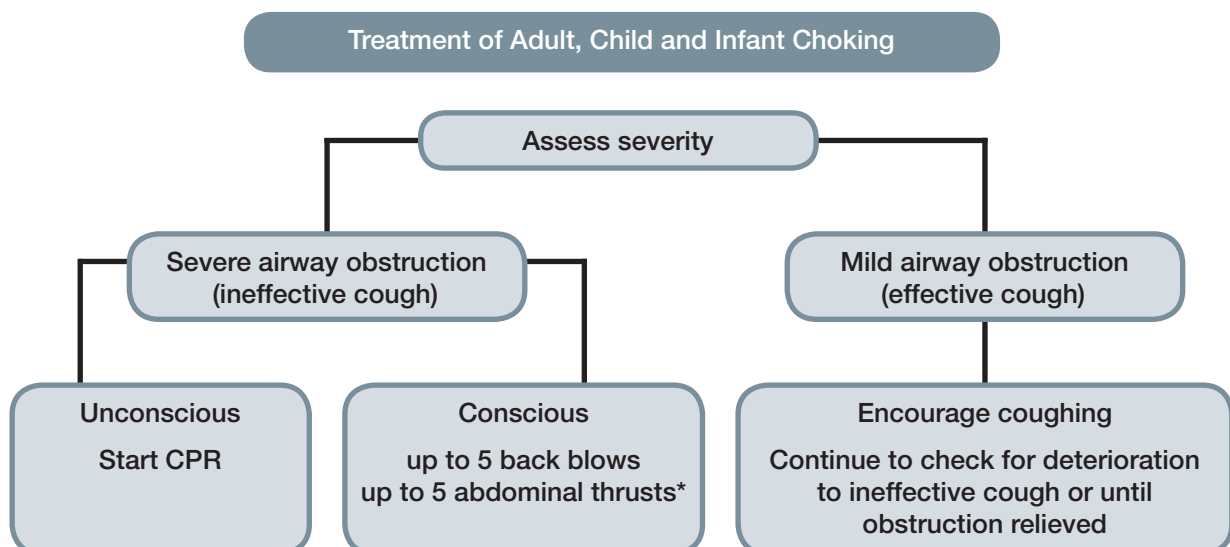 Treatment of Adult, Child and Infant Choking
Assess severity
Severe airway obstruction
(ineffective cough)
Mild airway obstruction
(effective cough)
Unconscious
Start CPR
Conscious
up to 5 back blows
up to 5 abdominal thrusts*
Encourage coughing
Continue to check for deterioration
to ineffective cough or until
obstruction relieved